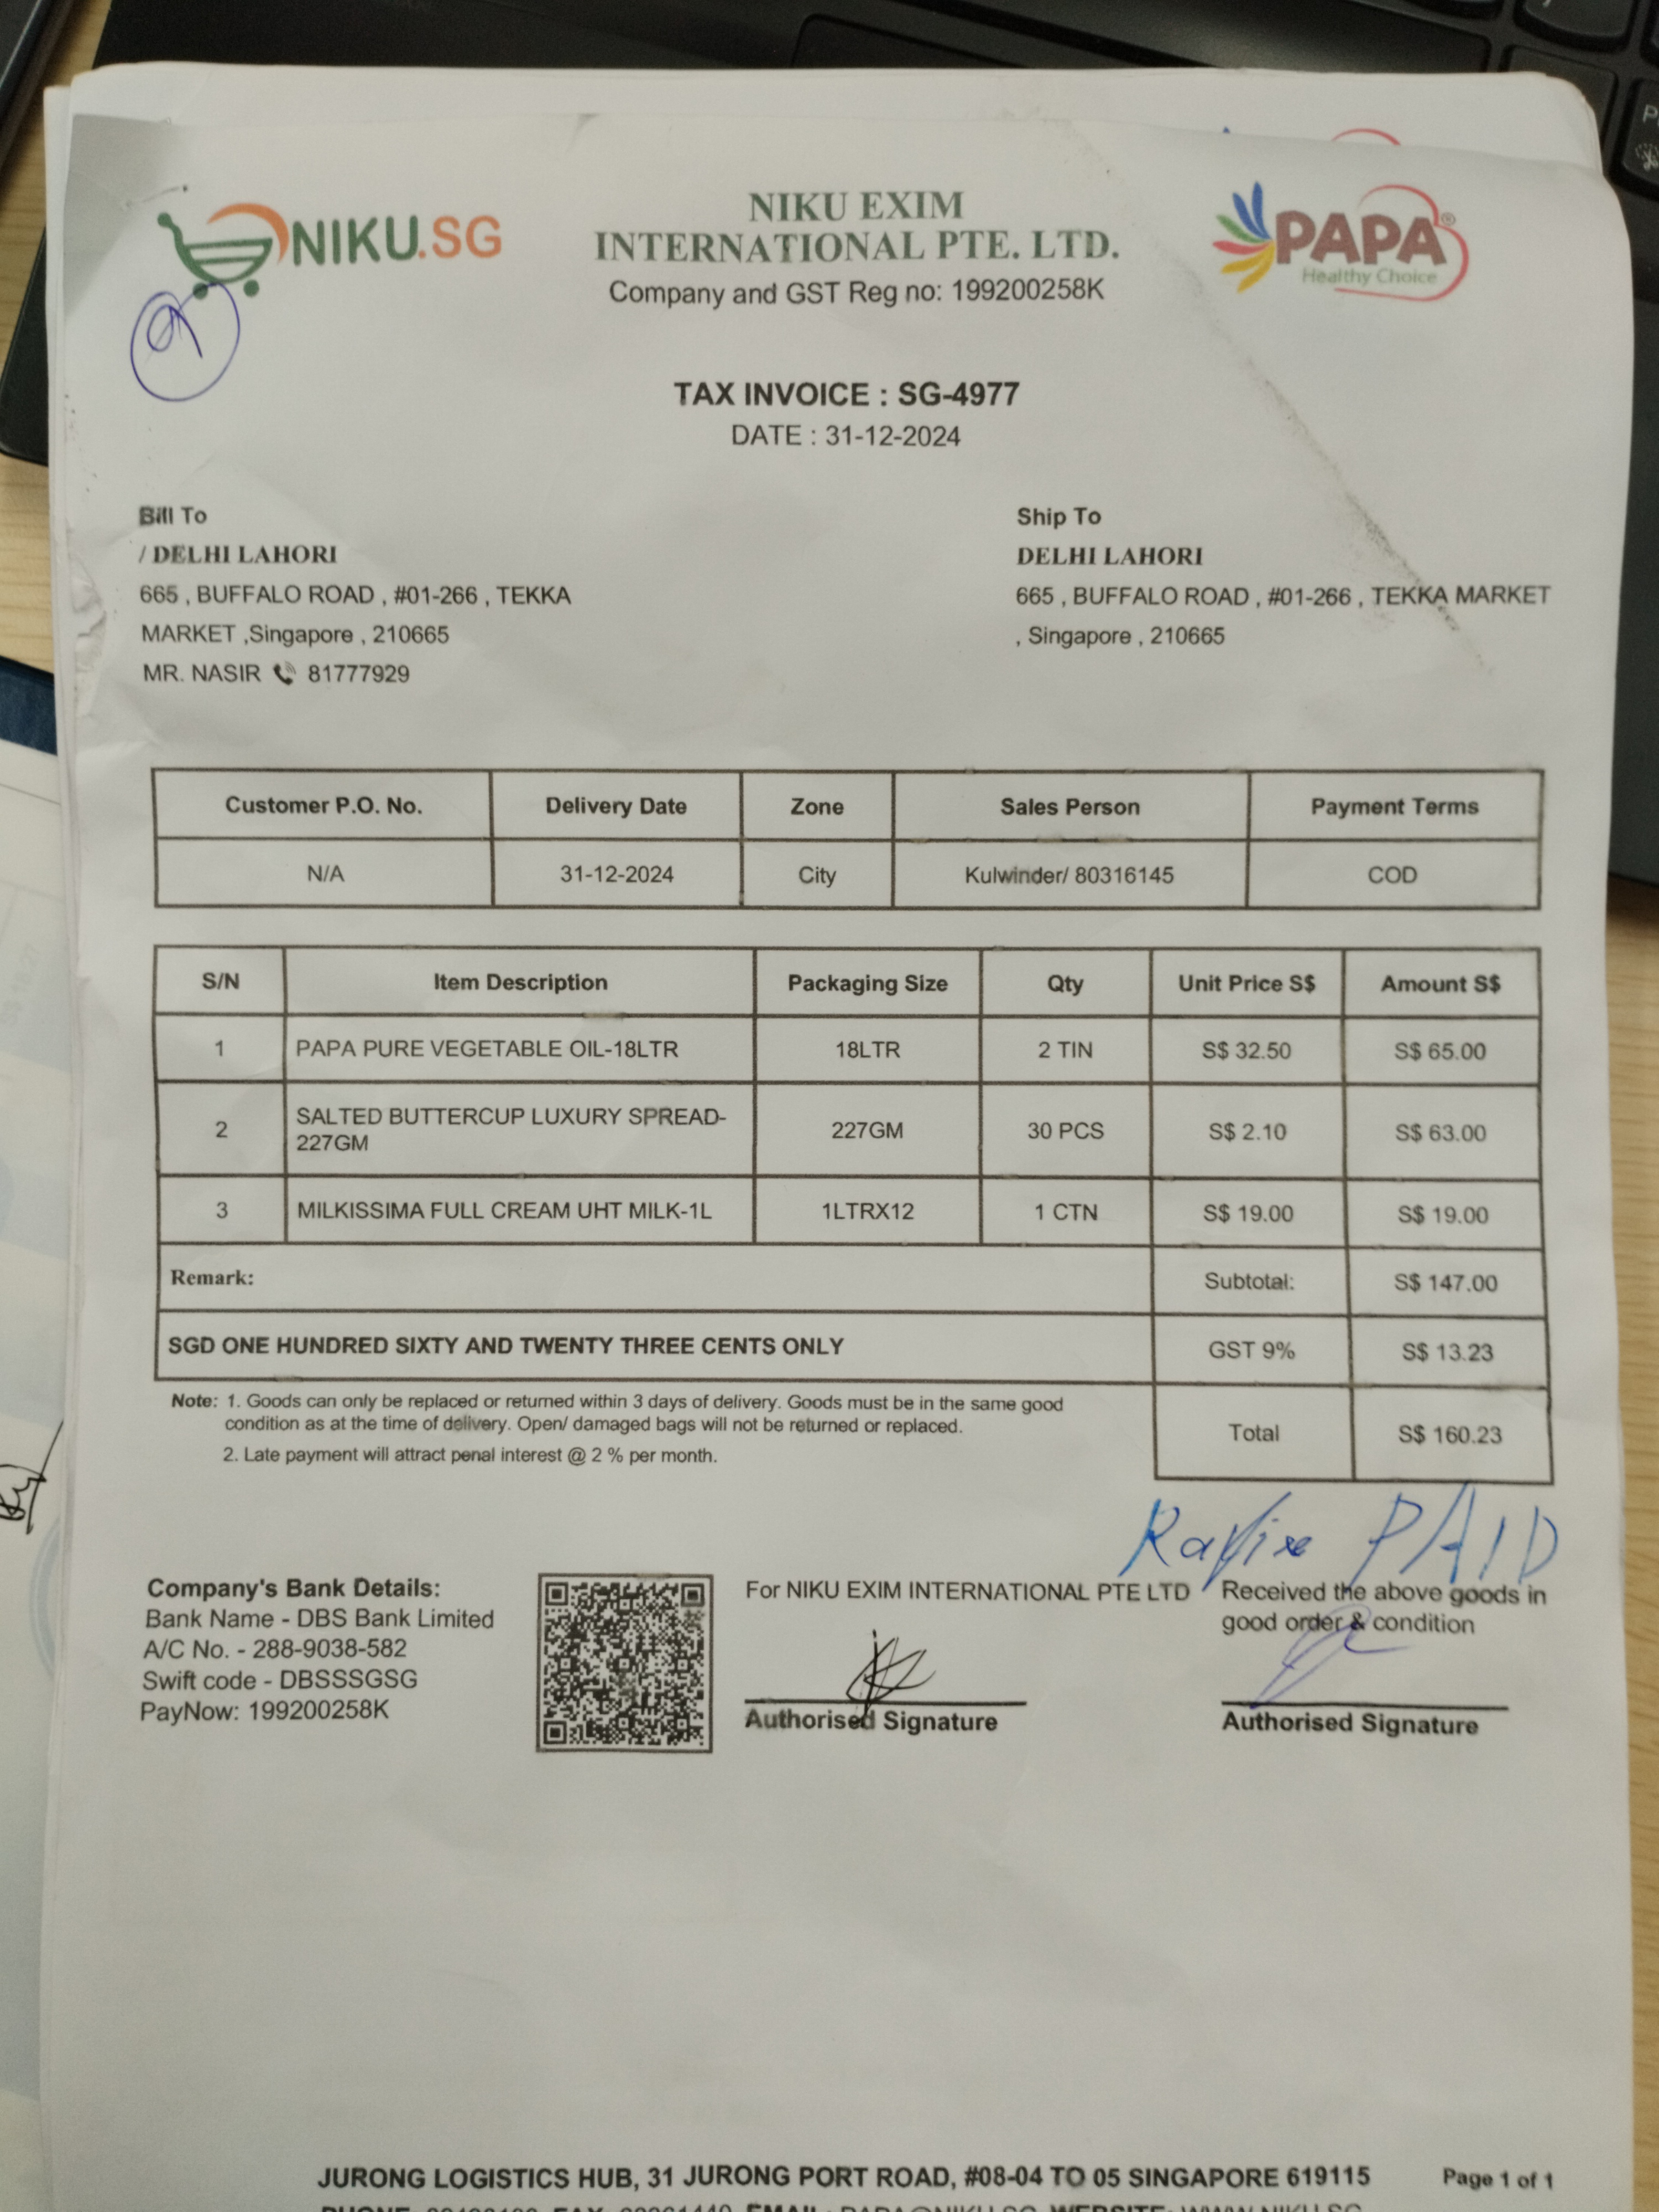 NIKU.SG
NIKU EXIM
INTERNATIONAL PTE. LTD.
Company and GST Reg no: 199200258K
PAPA®
Healthy Choice
TAX INVOICE : SG-4977
DATE : 31-12-2024
Bill To
/ DELHI LAHORI
665 , BUFFALO ROAD , #01-266 , TEKKA
MARKET ,Singapore , 210665
MR. NASIR 81777929
Ship To
DELHI LAHORI
665 , BUFFALO ROAD , #01-266 , TEKKA MARKET
, Singapore , 210665
Customer P.O. No. Delivery Date Zone Sales Person Payment Terms
N/A 31-12-2024 City Kulwinder/ 80316145 COD
S/N Item Description Packaging Size Qty Unit Price S$ Amount S$
1 PAPA PURE VEGETABLE OIL-18LTR 18LTR 2 TIN S$ 32.50 S$ 65.00
2 SALTED BUTTERCUP LUXURY SPREAD-
227GM 227GM 30 PCS S$ 2.10 S$ 63.00
3 MILKISSIMA FULL CREAM UHT MILK-1L 1LTRX12 1 CTN S$ 19.00 S$ 19.00
Remark: Subtotal: S$ 147.00
SGD ONE HUNDRED SIXTY AND TWENTY THREE CENTS ONLY GST 9% S$ 13.23
Note: 1. Goods can only be replaced or returned within 3 days of delivery. Goods must be in the same good
condition as at the time of delivery. Open/ damaged bags will not be returned or replaced.
2. Late payment will attract penal interest @ 2 % per month.
Total S$ 160.23
PAID
Company's Bank Details:
Bank Name - DBS Bank Limited
A/C No. - 288-9038-582
Swift code - DBSSSGSG
PayNow: 199200258K
For NIKU EXIM INTERNATIONAL PTE LTD
Authorised Signature
Received the above goods in
good order & condition
Authorised Signature
JURONG LOGISTICS HUB, 31 JURONG PORT ROAD, #08-04 TO 05 SINGAPORE 619115
Page 1 of 1